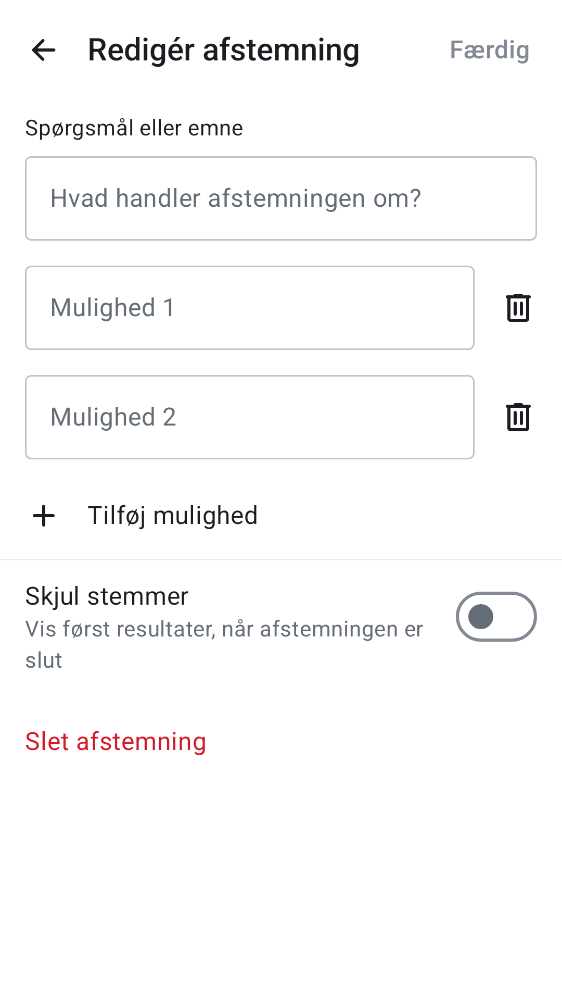 Redigér afstemning
Færdig
Spørgsmål eller emne
Hvad handler afstemningen om?
Mulighed 1
Mulighed 2
Tilføj mulighed
Skjul stemmer
Vis først resultater, når afstemningen er
slut
Slet afstemning